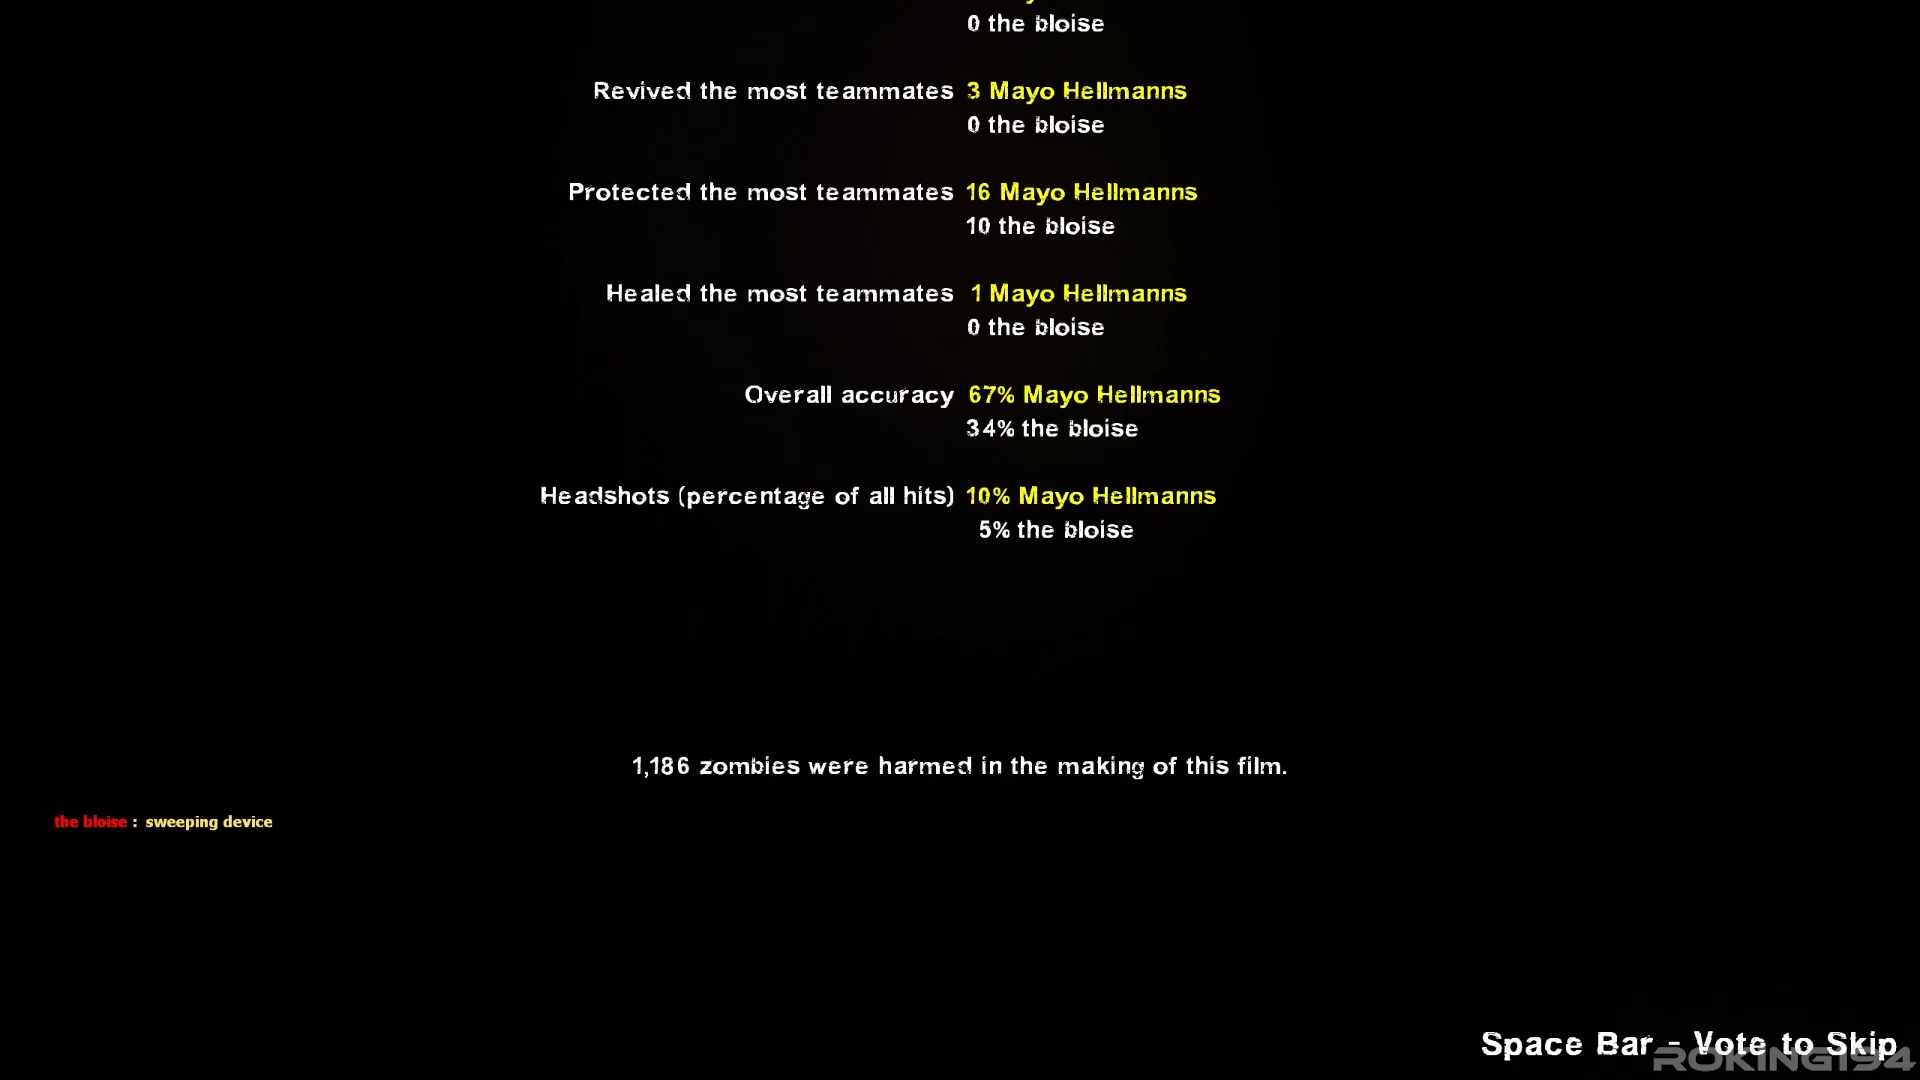 0 the bloise
Revived the most teammates 3 Mayo Hellmanns
0 the bloise
Protected the most teammates 16 Mayo Hellmanns
10 the bloise
Healed the most teammates 1 Mayo Hellmanns
0 the bloise
Overall accuracy 67% Mayo Hellmanns
34% the bloise
Headshots (percentage of all hits) 10% Mayo Hellmanns
5% the bloise
1,186 zombies were harmed in the making of this film.
the bloise : sweeping device
Space Bar - Vote to Skip
ROKING194